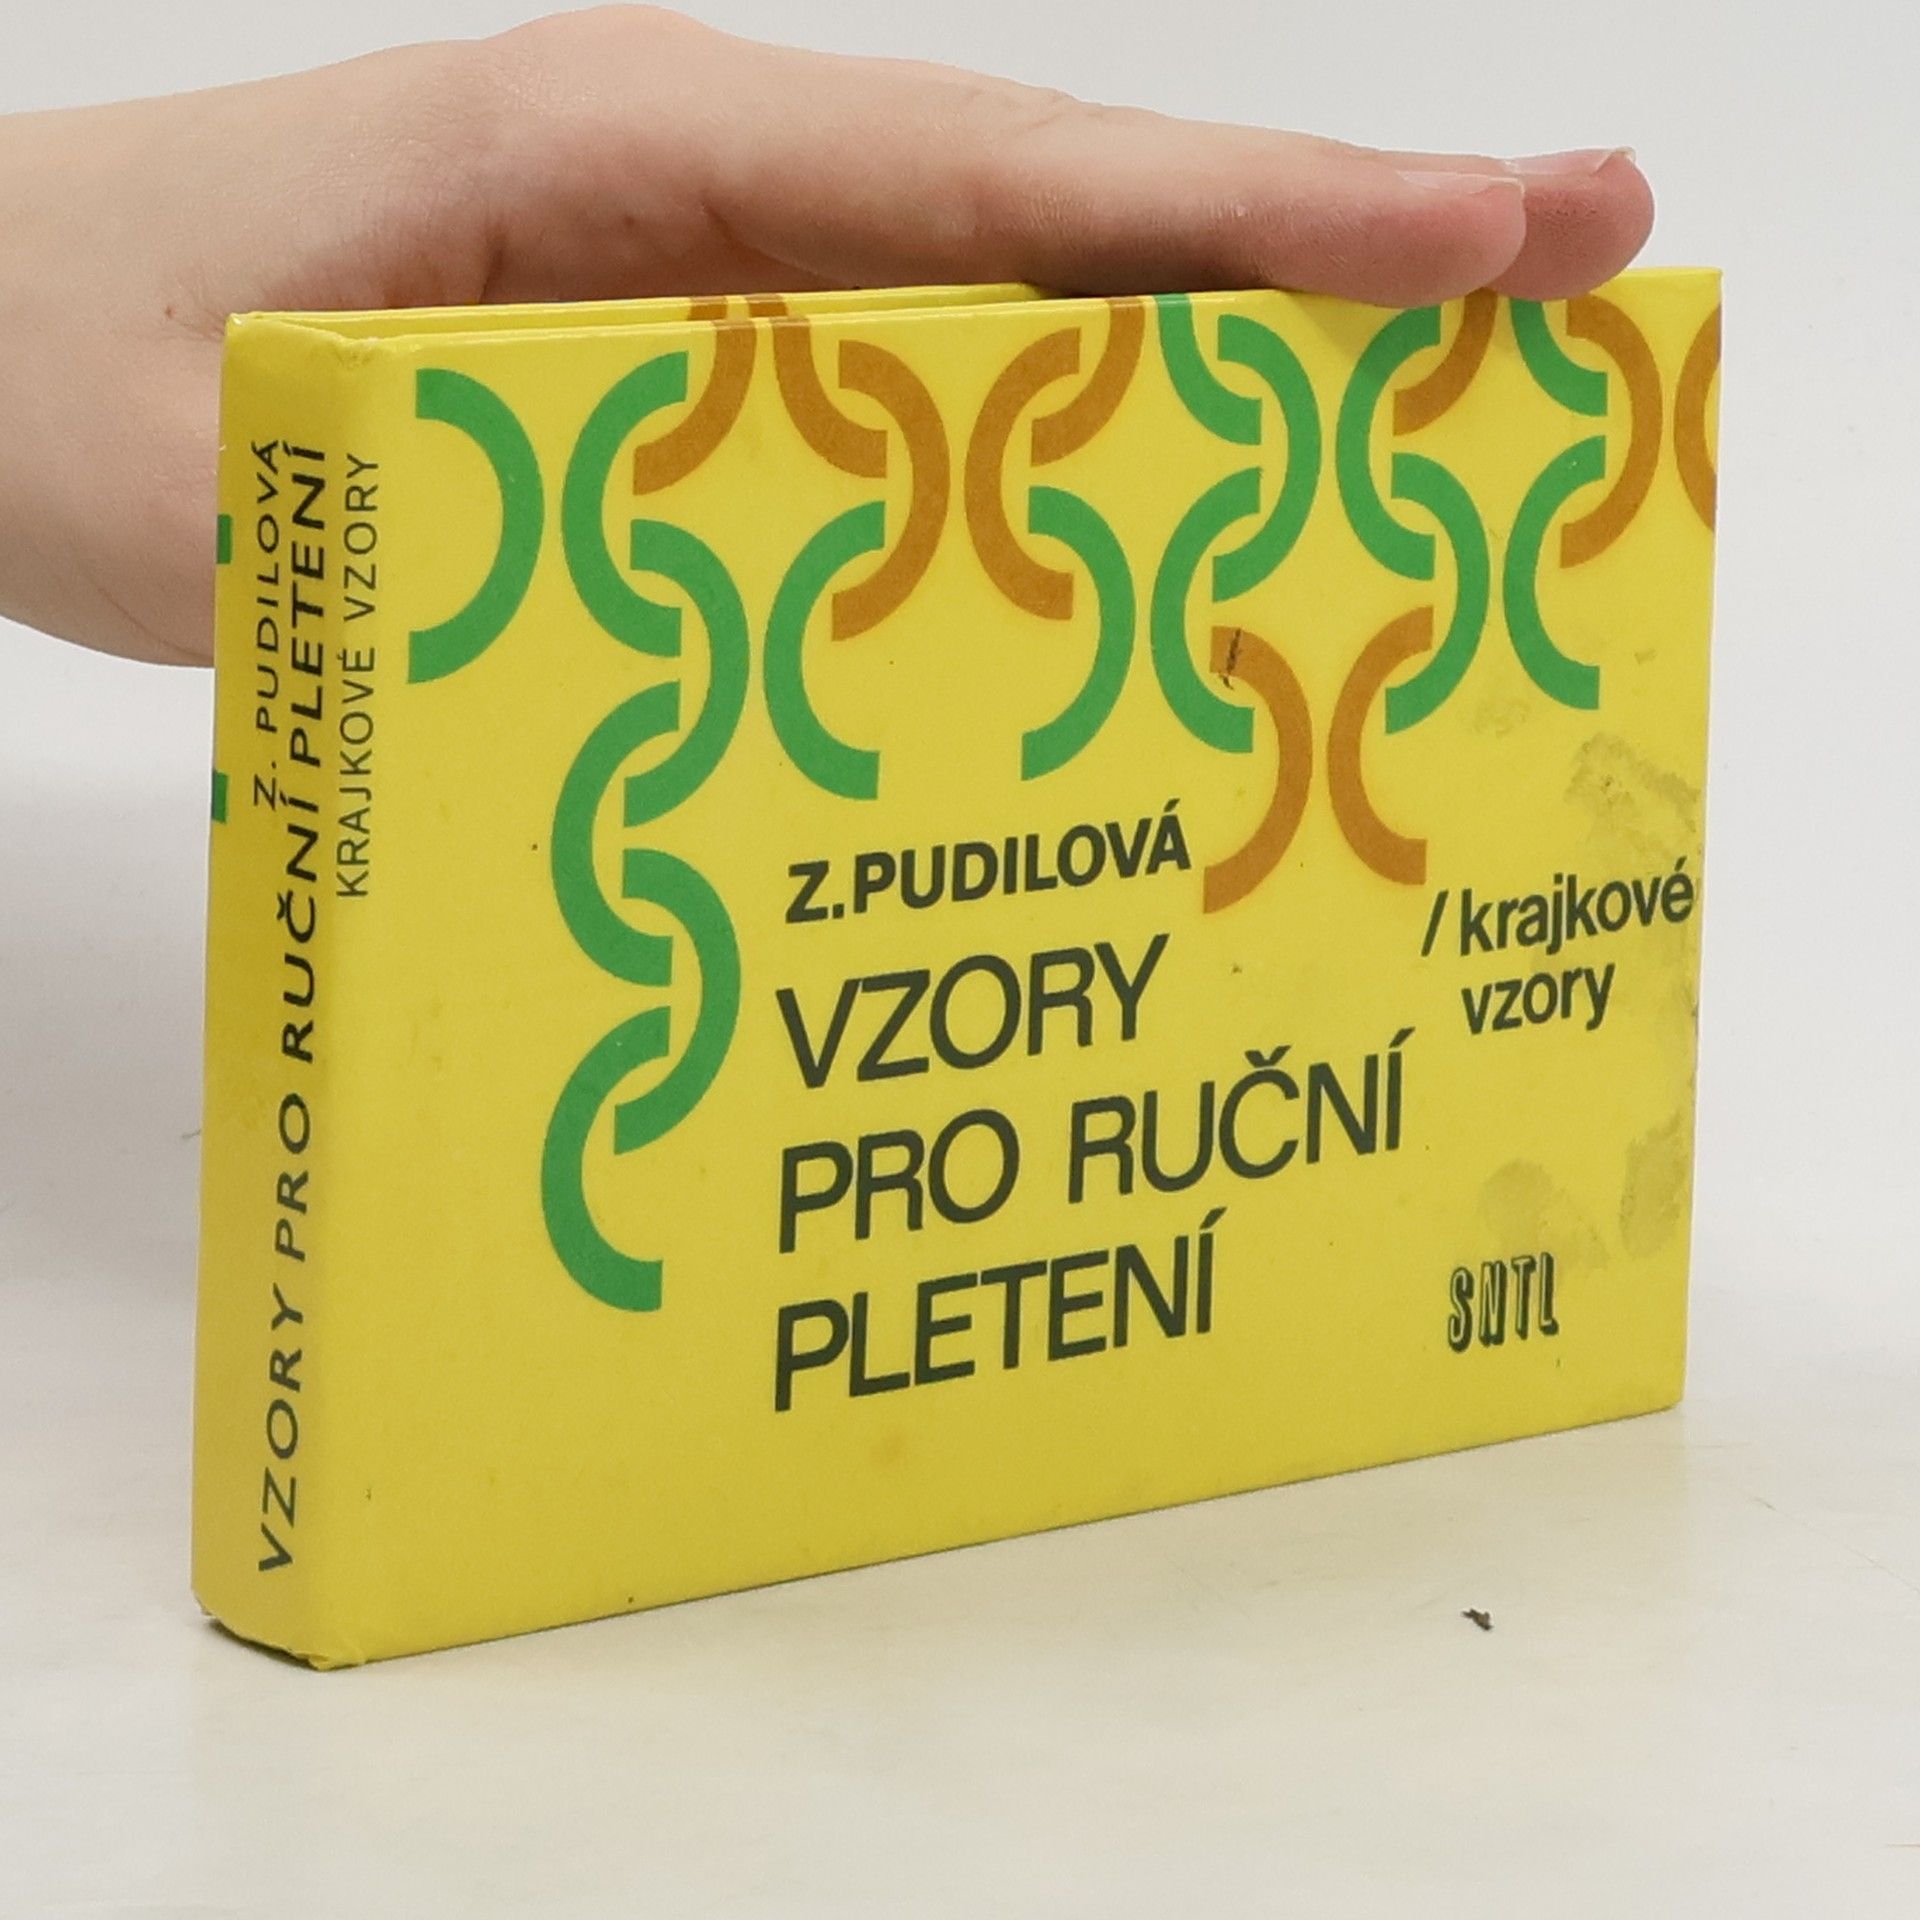 Z. PUDILOVÁ
VZORY PRO RUČNÍ PLETENÍ
KRAJKOVÉ VZORY
Z. PUDILOVÁ
VZORY
PRO RUČNÍ
PLETENÍ
/ krajkové
vzory
SNTL